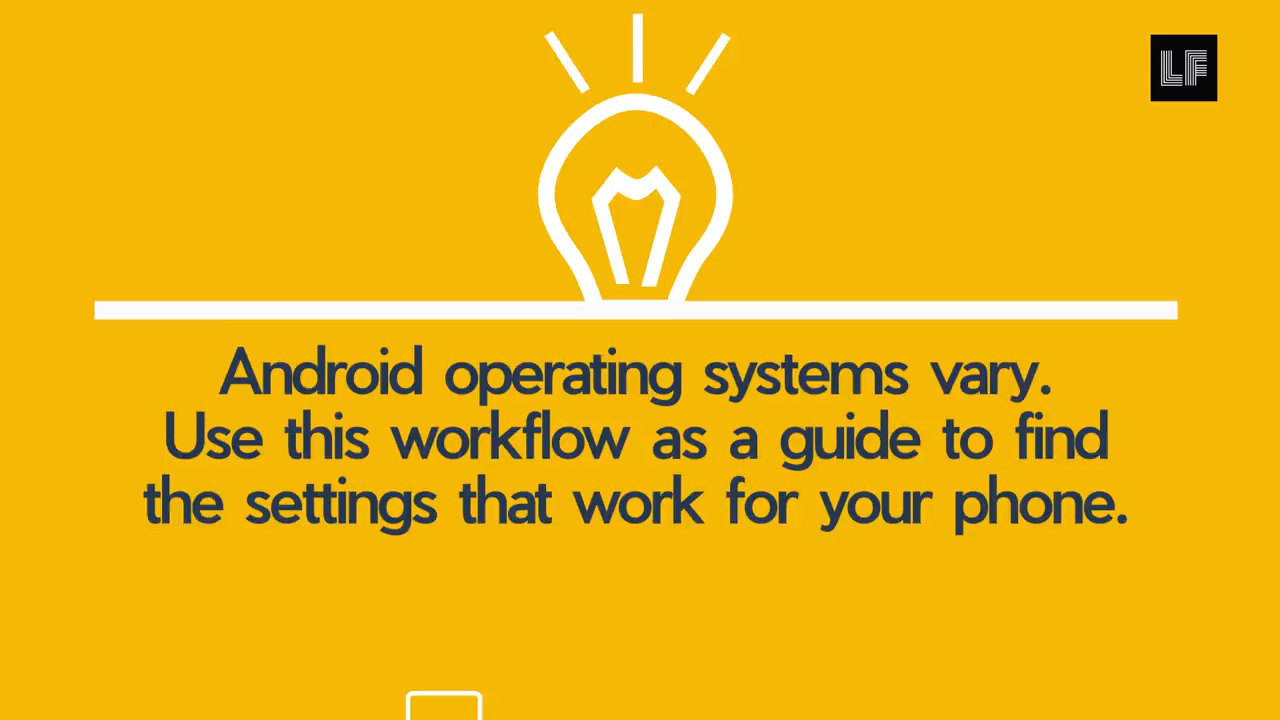 LF
Android operating systems vary.
Use this workflow as a guide to find
the settings that work for your phone.